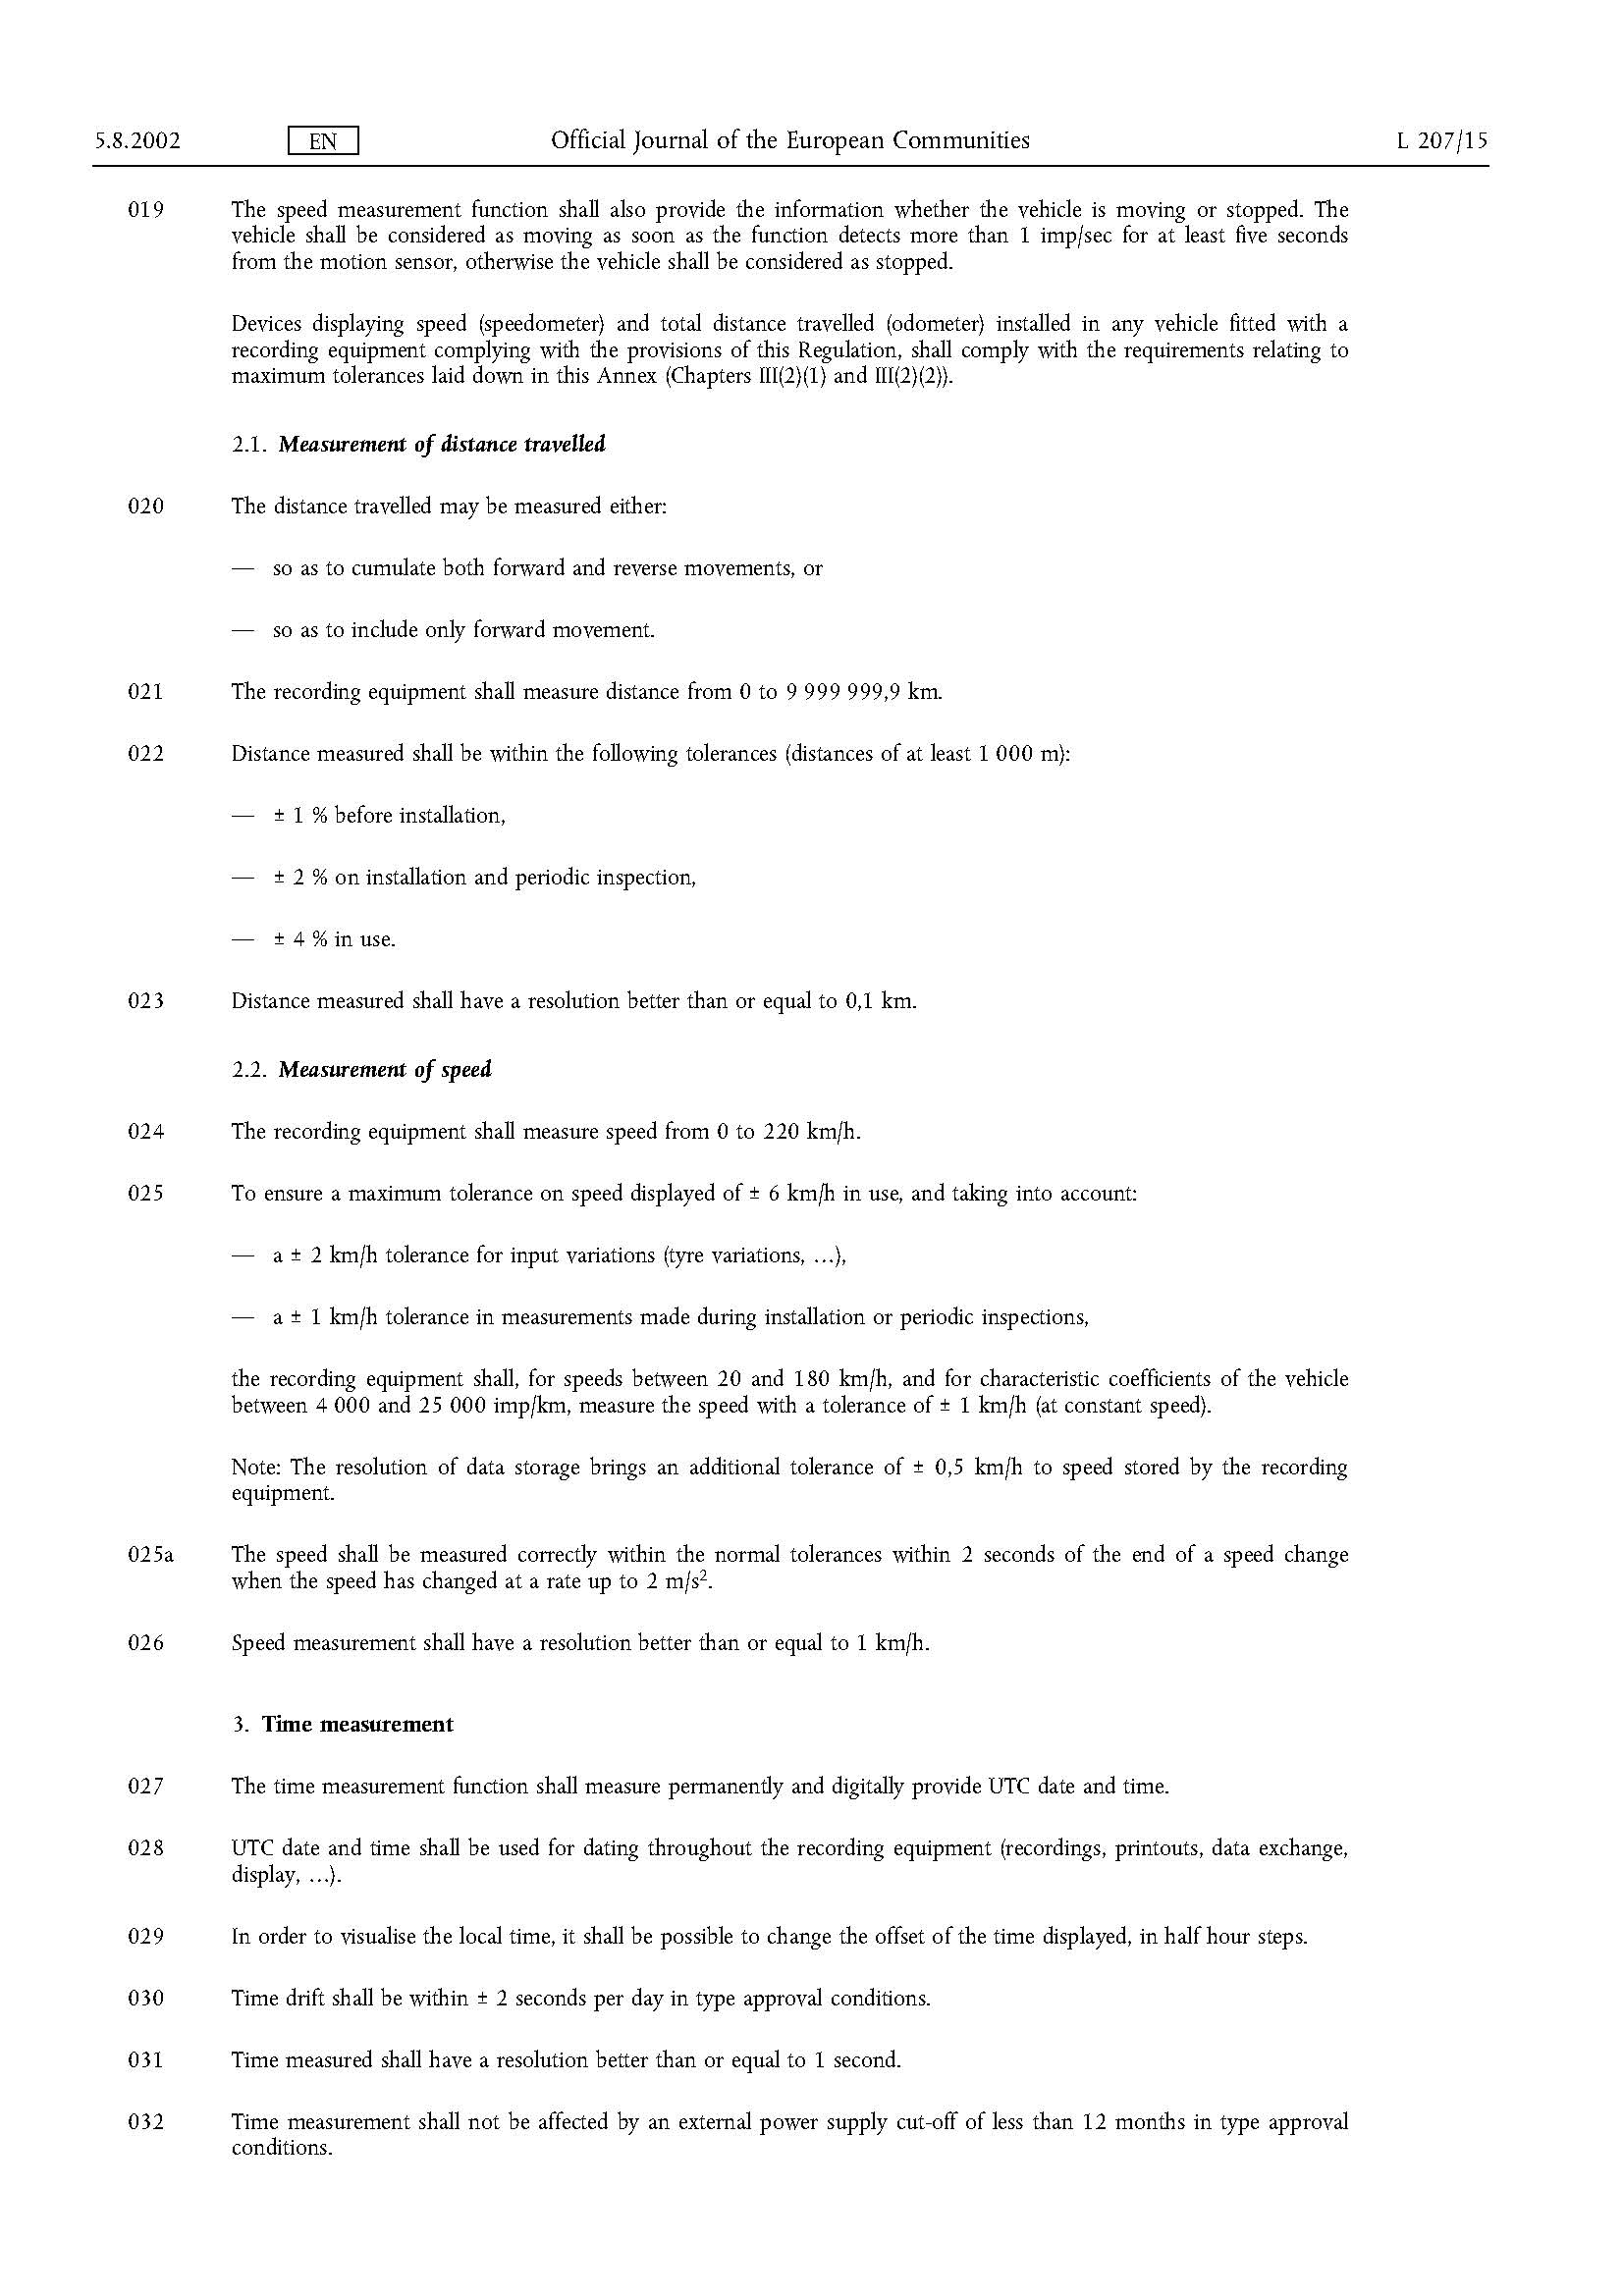 5.8.2002 EN Official Journal of the European Communities L 207/15
019 The speed measurement function shall also provide the information whether the vehicle is moving or stopped. The
vehicle shall be considered as moving as soon as the function detects more than 1 imp/sec for at least five seconds
from the motion sensor, otherwise the vehicle shall be considered as stopped.
Devices displaying speed (speedometer) and total distance travelled (odometer) installed in any vehicle fitted with a
recording equipment complying with the provisions of this Regulation, shall comply with the requirements relating to
maximum tolerances laid down in this Annex (Chapters III(2)(1) and III(2)(2)).
2.1. Measurement of distance travelled
020 The distance travelled may be measured either:
— so as to cumulate both forward and reverse movements, or
— so as to include only forward movement.
021 The recording equipment shall measure distance from 0 to 9 999 999,9 km.
022 Distance measured shall be within the following tolerances (distances of at least 1 000 m):
— ± 1 % before installation,
— ± 2 % on installation and periodic inspection,
— ± 4 % in use.
023 Distance measured shall have a resolution better than or equal to 0,1 km.
2.2. Measurement of speed
024 The recording equipment shall measure speed from 0 to 220 km/h.
025 To ensure a maximum tolerance on speed displayed of ± 6 km/h in use, and taking into account:
— a ± 2 km/h tolerance for input variations (tyre variations, ...),
— a ± 1 km/h tolerance in measurements made during installation or periodic inspections,
the recording equipment shall, for speeds between 20 and 180 km/h, and for characteristic coefficients of the vehicle
between 4 000 and 25 000 imp/km, measure the speed with a tolerance of ± 1 km/h (at constant speed).
Note: The resolution of data storage brings an additional tolerance of ± 0,5 km/h to speed stored by the recording
equipment.
025a The speed shall be measured correctly within the normal tolerances within 2 seconds of the end of a speed change
when the speed has changed at a rate up to 2 m/s².
026 Speed measurement shall have a resolution better than or equal to 1 km/h.
3. Time measurement
027 The time measurement function shall measure permanently and digitally provide UTC date and time.
028 UTC date and time shall be used for dating throughout the recording equipment (recordings, printouts, data exchange,
display, ...).
029 In order to visualise the local time, it shall be possible to change the offset of the time displayed, in half hour steps.
030 Time drift shall be within ± 2 seconds per day in type approval conditions.
031 Time measured shall have a resolution better than or equal to 1 second.
032 Time measurement shall not be affected by an external power supply cut-off of less than 12 months in type approval
conditions.